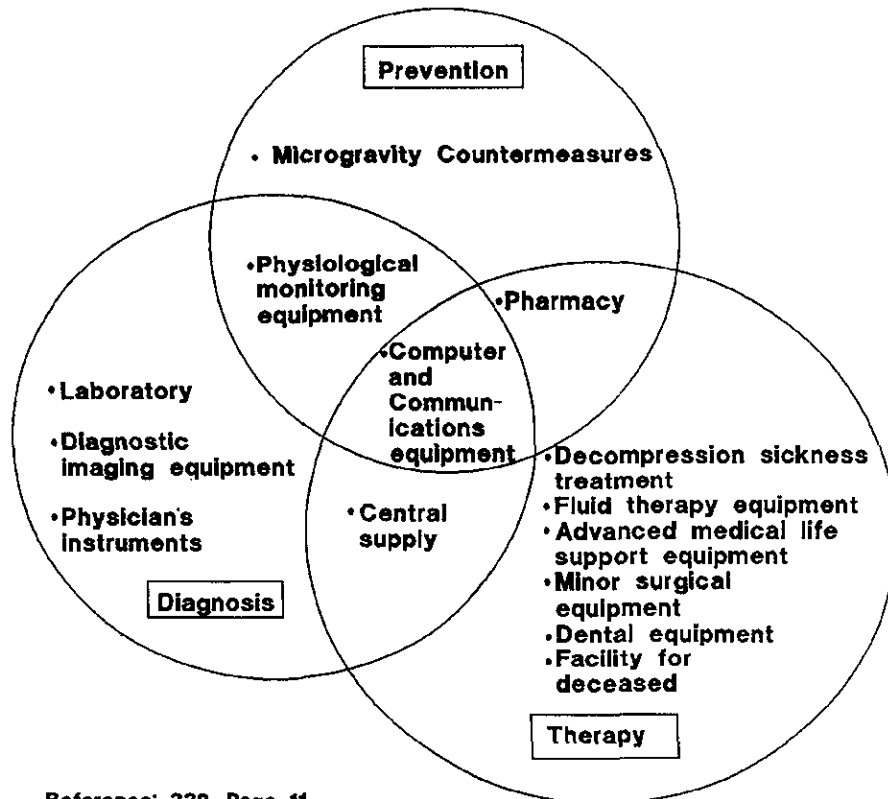 Prevention
• Microgravity Countermeasures
• Physiological
monitoring
equipment
• Pharmacy
• Computer
and
Commun-
ications
equipment
• Laboratory
• Diagnostic
imaging equipment
• Physician's
instruments
• Central
supply
Diagnosis
• Decompression sickness
treatment
• Fluid therapy equipment
• Advanced medical life
support equipment
• Minor surgical
equipment
• Dental equipment
• Facility for
deceased
Therapy
Page 11